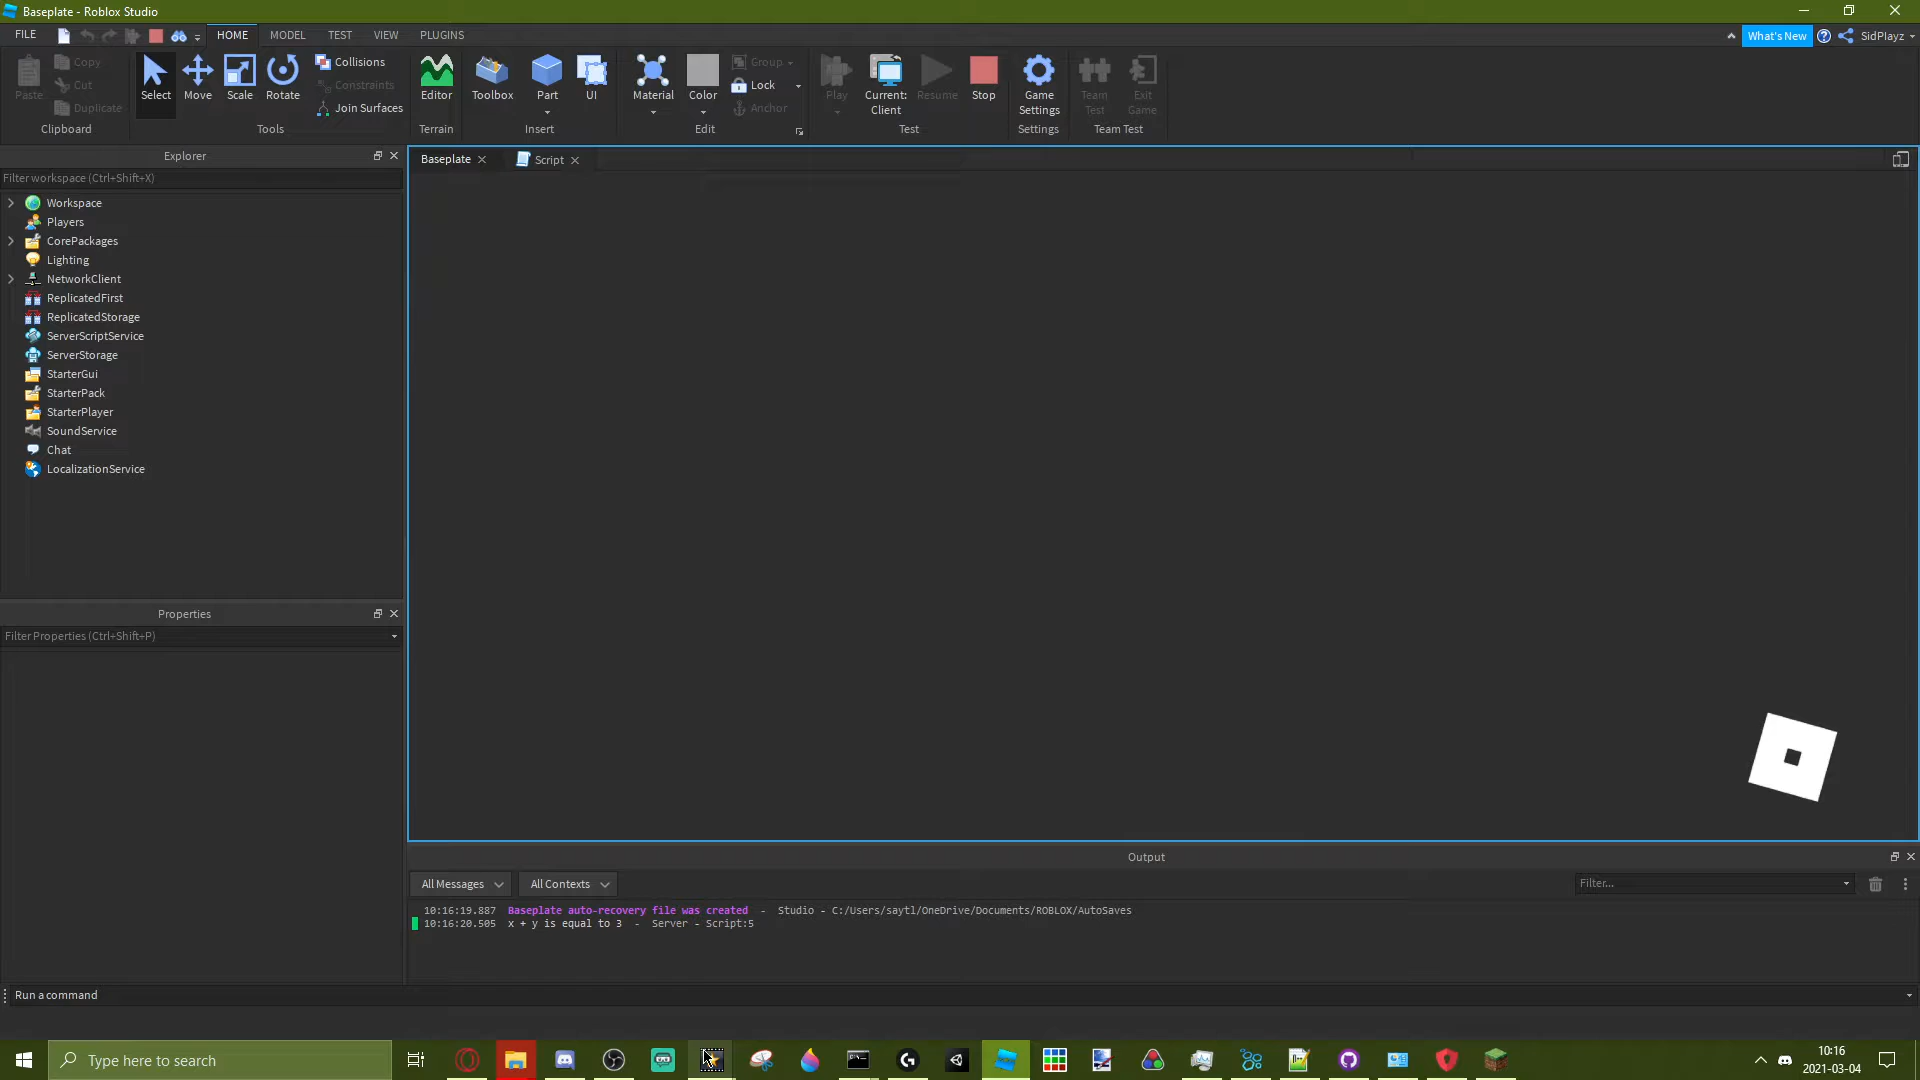 Baseplate - Roblox Studio
FILE
HOME
MODEL
TEST
VIEW
PLUGINS
What's New
SidPlayz
Paste
Copy
Cut
Duplicate
Clipboard
Select
Move
Scale
Rotate
Collisions
Constraints
Join Surfaces
Tools
Editor
Terrain
Toolbox
Part
UI
Insert
Material
Color
Group
Lock
Anchor
Edit
Play
Current:
Client
Resume
Stop
Test
Game
Settings
Settings
Team
Test
Exit
Game
Team Test
Explorer
Filter workspace (Ctrl+Shift+X)
Workspace
Players
CorePackages
Lighting
NetworkClient
ReplicatedFirst
ReplicatedStorage
ServerScriptService
ServerStorage
StarterGui
StarterPack
StarterPlayer
SoundService
Chat
LocalizationService
Properties
Filter Properties (Ctrl+Shift+P)
Baseplate
Script
Output
All Messages
All Contexts
Filter...
10:16:19.887 Baseplate auto-recovery file was created - Studio - C:/Users/saytl/OneDrive/Documents/ROBLOX/AutoSaves
10:16:20.505 x + y is equal to 3 - Server - Script:5
Run a command
Type here to search
10:16
2021-03-04